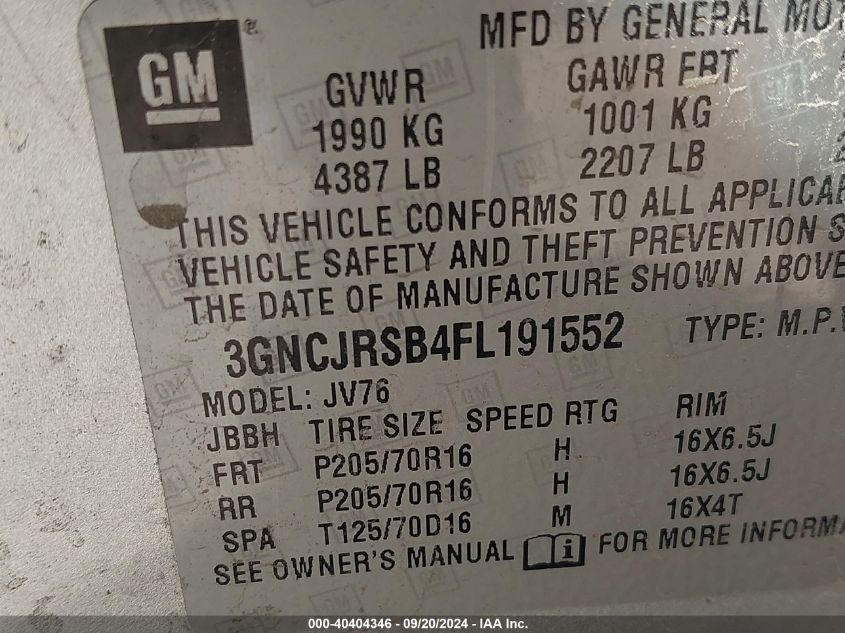 GM
MFD BY GENERAL MOT
GVWR GAWR FRT
1990 KG 1001 KG
4387 LB 2207 LB
THIS VEHICLE CONFORMS TO ALL APPLICAB
VEHICLE SAFETY AND THEFT PREVENTION S
THE DATE OF MANUFACTURE SHOWN ABOVE
3GNCJRSB4FL191552 TYPE: M.P.V
MODEL: JV76
JBBH TIRE SIZE SPEED RTG RIM
FRT P205/70R16 H 16X6.5J
RR P205/70R16 H 16X6.5J
SPA T125/70D16 M 16X4T
SEE OWNER'S MANUAL i FOR MORE INFORMA
000-40404346 - 09/20/2024 - IAA Inc.